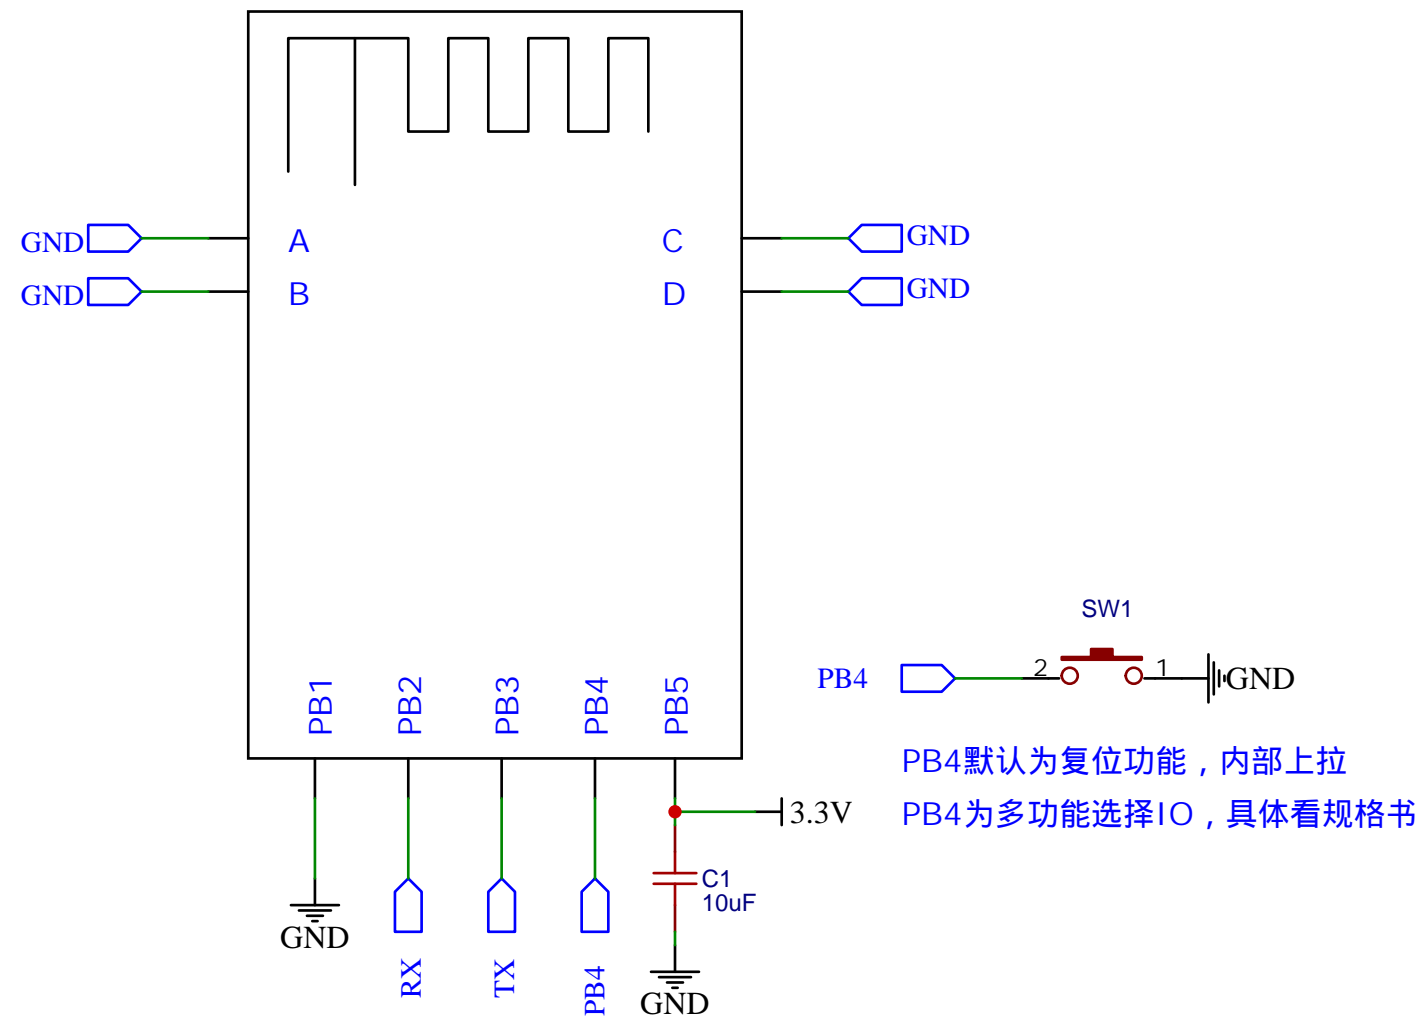 GND
A
C
GND
GND
B
D
GND
PB1
PB2
PB3
PB4
PB5
SW1
PB4
2
1
GND
PB4默认为复位功能，内部上拉
PB4为多功能选择IO，具体看规格书
3.3V
C1
10uF
GND
RX
TX
PB4
GND